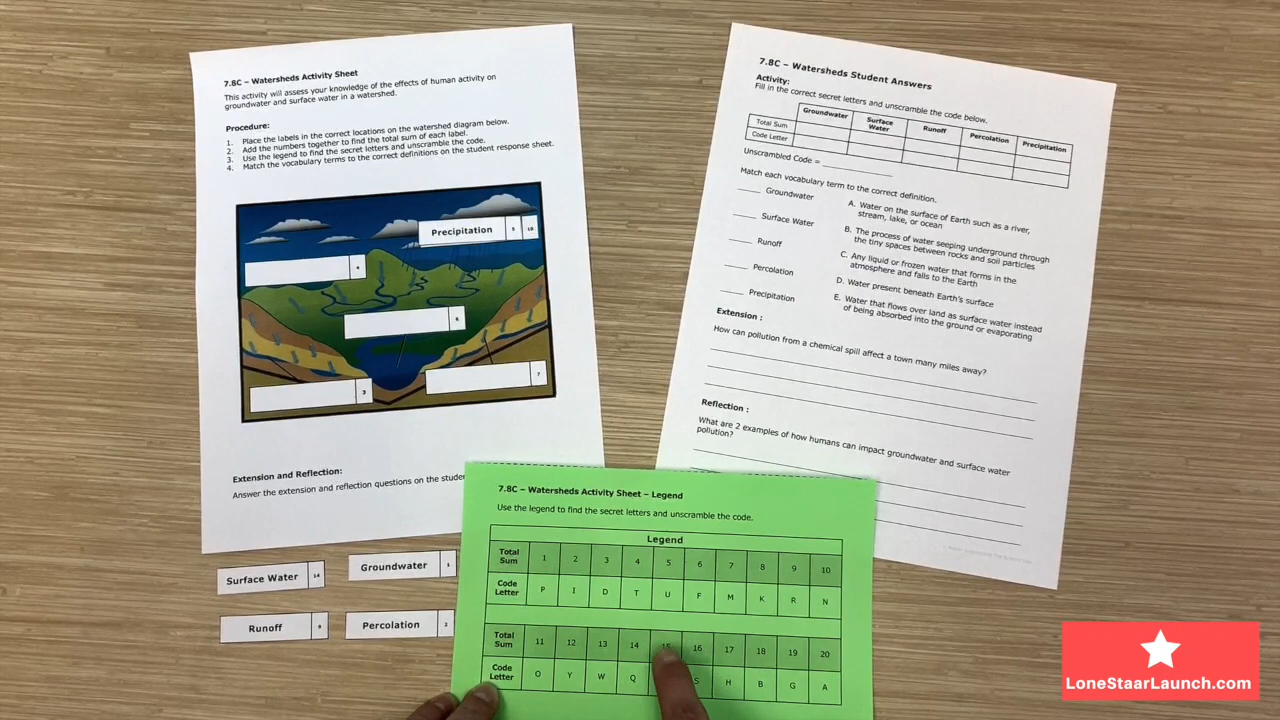 7.8C – Watersheds Activity Sheet
This activity will assess your knowledge of the effects of human activity on
groundwater and surface water in a watershed.
Procedure:
1. Place the labels in the correct locations on the watershed diagram below.
2. Add the numbers together to find the total sum of each label.
3. Use the legend to find the secret letters and unscramble the code.
4. Match the vocabulary terms to the correct definitions on the student response sheet.
Precipitation 5 10
3
7
Extension and Reflection:
Answer the extension and reflection questions on the
Surface Water 14
Groundwater
Runoff
Percolation
7.8C – Watersheds Student Answers
Activity:
Fill in the correct secret letters and unscramble the code below.
Groundwater Surface Water Runoff Percolation Precipitation
Total Sum
Code Letter
Unscrambled Code =
Match each vocabulary term to the correct definition.
Groundwater
Surface Water
Runoff
Percolation
Precipitation
A. Water on the surface of Earth such as a river,
stream, lake, or ocean
B. The process of water seeping underground through
the tiny spaces between rocks and soil particles
C. Any liquid or frozen water that forms in the
atmosphere and falls to the Earth
D. Water present beneath Earth's surface
E. Water that flows over land as surface water instead
of being absorbed into the ground or evaporating
Extension :
How can pollution from a chemical spill affect a town many miles away?
Reflection :
What are 2 examples of how humans can impact groundwater and surface water
pollution?
7.8C – Watersheds Activity Sheet – Legend
Use the legend to find the secret letters and unscramble the code.
Legend
Total Sum 1 2 3 4 5 6 7 8 9 10
Code Letter P I D T U F M K R N
Total Sum 11 12 13 14 15 16 17 18 19 20
Code Letter O Y W Q S H B G A
LoneStaarLaunch.com